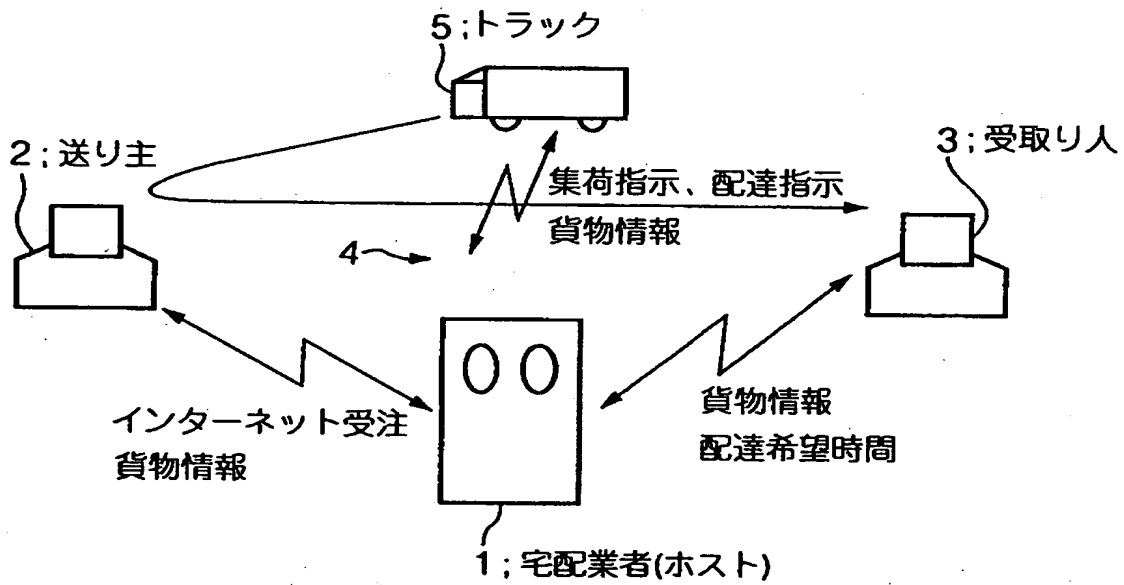 5;トラック
2;送り主
3;受取り人
集荷指示、配達指示
貨物情報
4
インターネット受注
貨物情報
貨物情報
配達希望時間
1;宅配業者(ホスト)